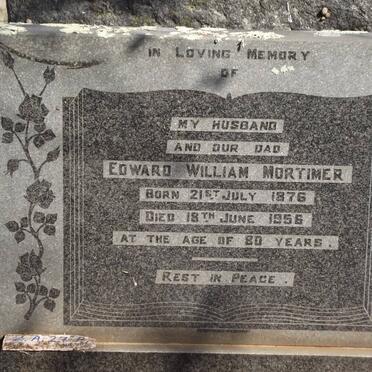 IN LOVING MEMORY
OF
MY HUSBAND
AND OUR DAD
EDWARD WILLIAM MORTIMER
BORN 21ST JULY 1876
DIED 19TH JUNE 1956
AT THE AGE OF 80 YEARS.
REST IN PEACE.